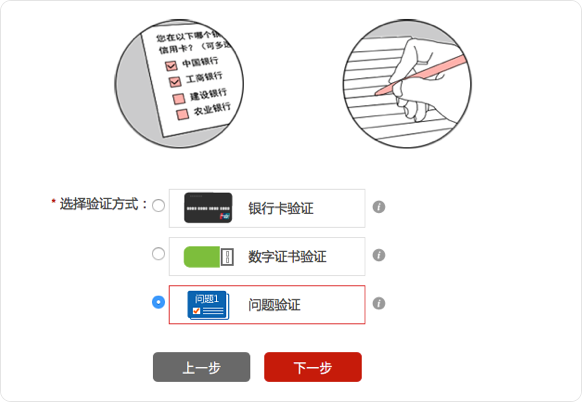 您在以下哪个银
信用卡？（可多选
中国银行
工商银行
建设银行
农业银行
* 选择验证方式：
银行卡验证
数字证书验证
问题1
问题验证
上一步
下一步